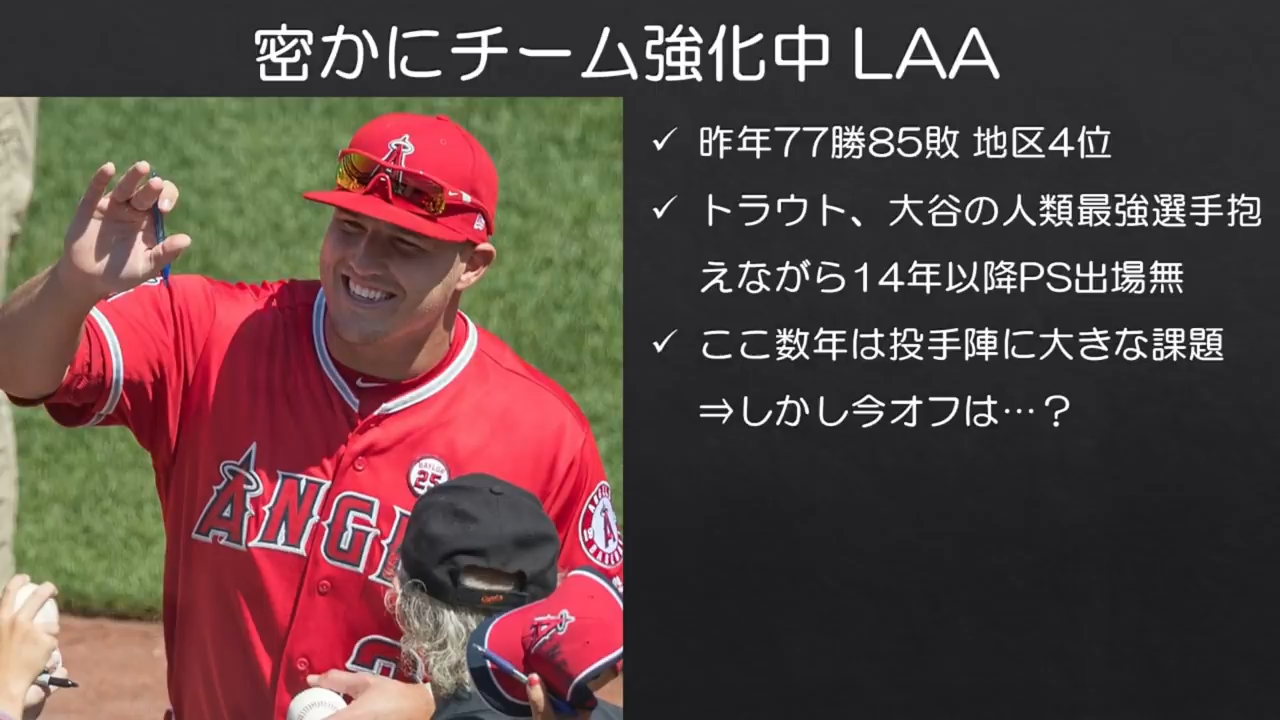 密かにチーム強化中 LAA
✓ 昨年77勝85敗 地区4位
✓ トラウト、大谷の人類最強選手抱
えながら14年以降PS出場無
✓ ここ数年は投手陣に大きな課題
⇒しかし今オフは…？
BAYLOR
25
ANG